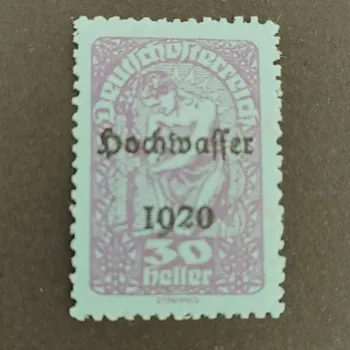 Deutschösterreich
Hochwasser
1920
30
heller